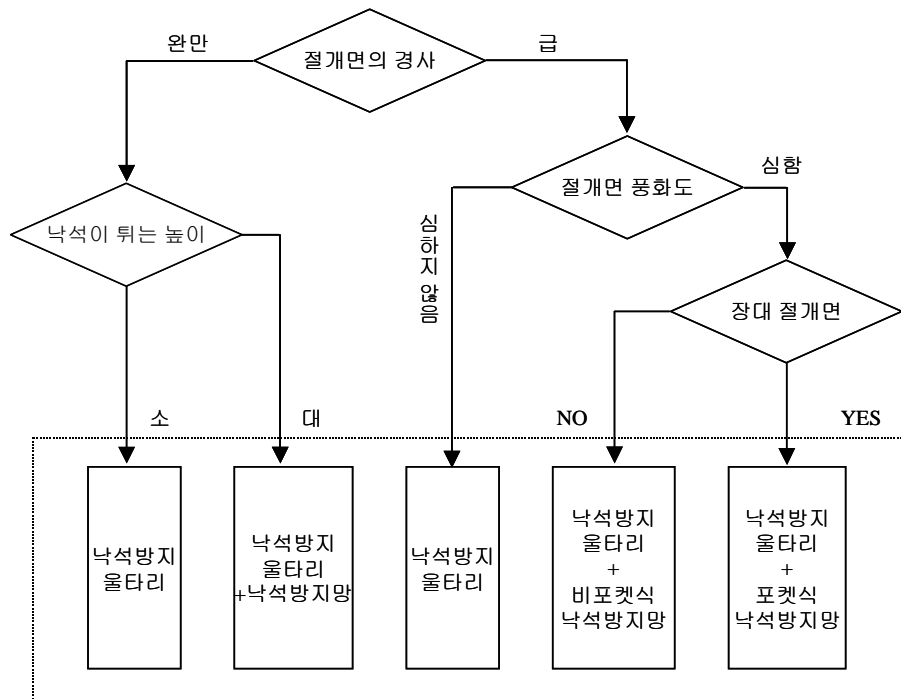 완만
급
절개면의 경사
심함
절개면 풍화도
낙석이 튀는 높이
심
하
지
않
음
장대 절개면
소
대
NO
YES
낙석방지
울타리
낙석방지
울타리
+낙석방지망
낙석방지
울타리
낙석방지
울타리
+
비포켓식
낙석방지망
낙석방지
울타리
+
포켓식
낙석방지망